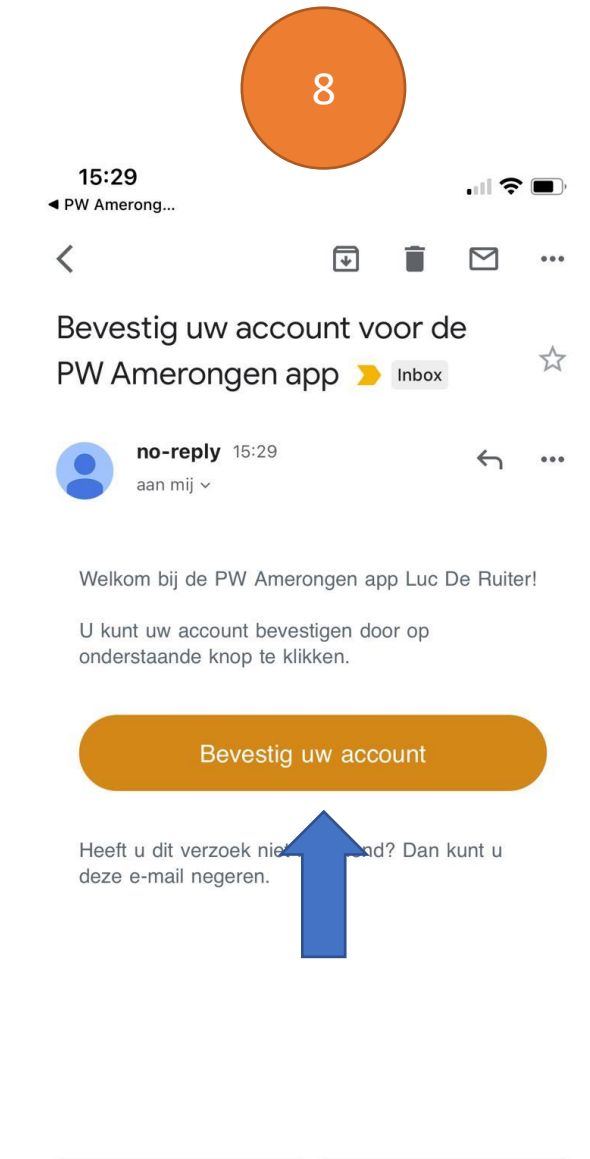 8
15:29
◀ PW Amerong...
Bevestig uw account voor de
PW Amerongen app Inbox
no-reply 15:29
aan mij
Welkom bij de PW Amerongen app Luc De Ruiter!
U kunt uw account bevestigen door op
onderstaande knop te klikken.
Bevestig uw account
Heeft u dit verzoek nie nd? Dan kunt u
deze e-mail negeren.